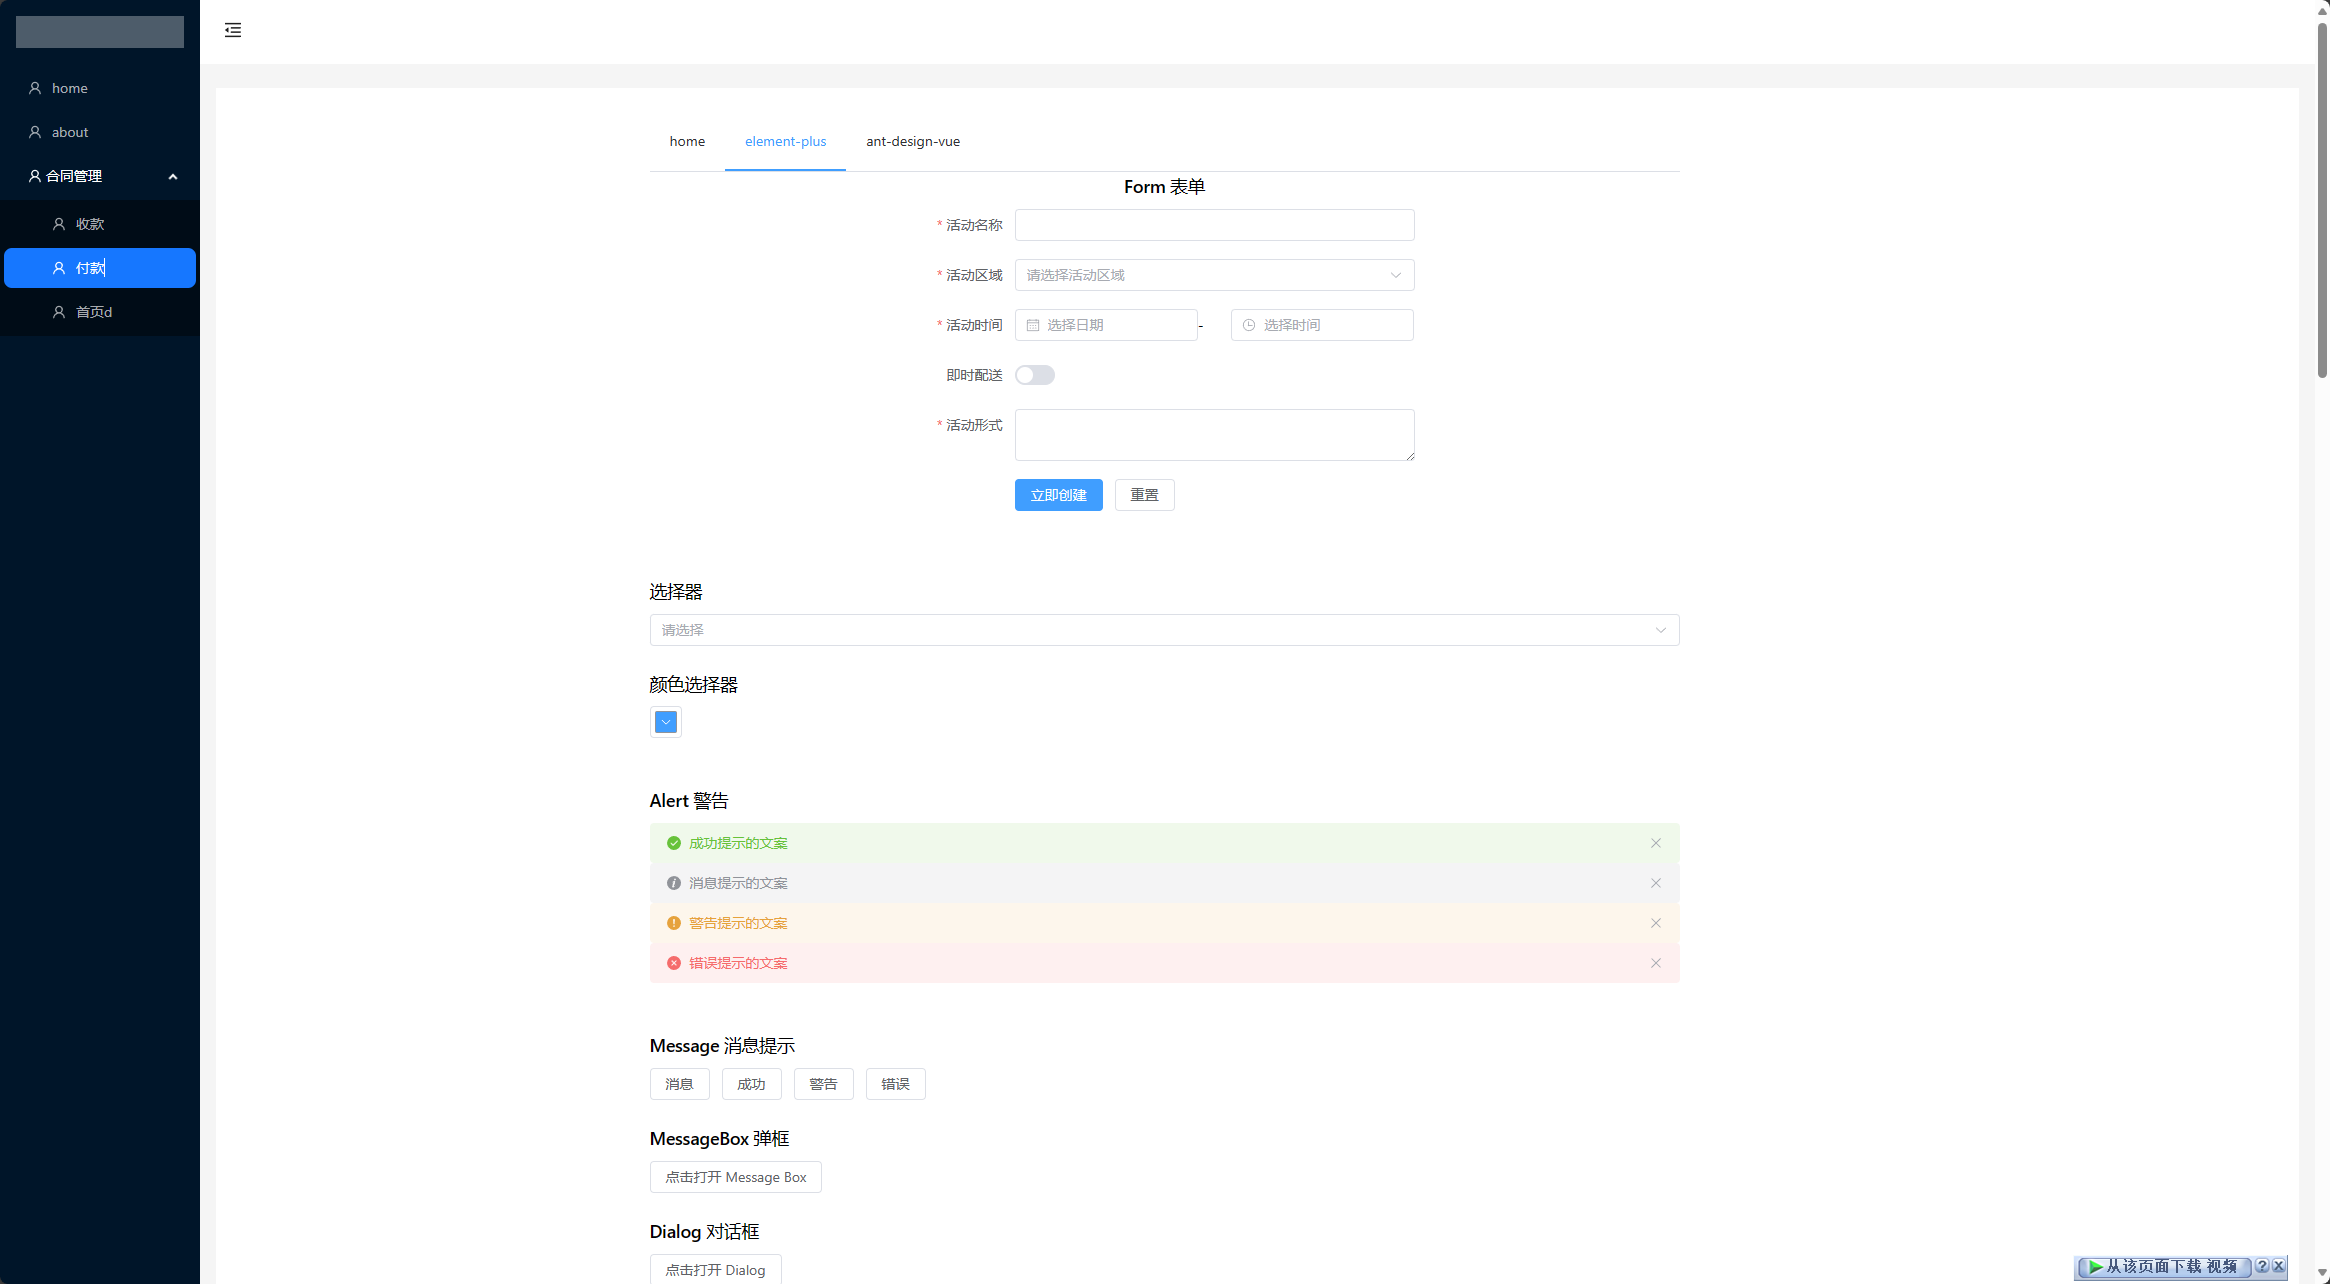 home
about
合同管理
收款
付款
首页d
home element-plus ant-design-vue
Form 表单
* 活动名称
* 活动区域 请选择活动区域
* 活动时间 选择日期 - 选择时间
即时配送
* 活动形式
立即创建 重置
选择器
请选择
颜色选择器
Alert 警告
成功提示的文案
消息提示的文案
警告提示的文案
错误提示的文案
Message 消息提示
消息 成功 警告 错误
MessageBox 弹框
点击打开 Message Box
Dialog 对话框
点击打开 Dialog
从该页面下载 视频 ? X